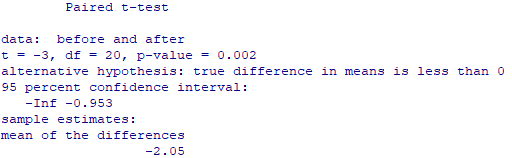 Paired t-test
data:  before and after
t = -3, df = 20, p-value = 0.002
alternative hypothesis: true difference in means is less than 0
95 percent confidence interval:
-Inf -0.953
sample estimates:
mean of the differences
-2.05